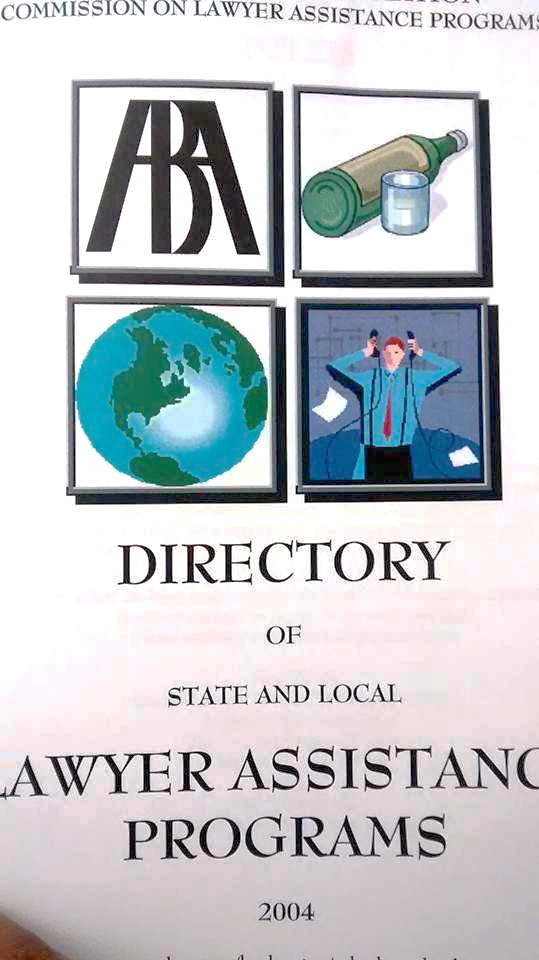 COMMISSION ON LAWYER ASSISTANCE PROGRAMS
ABA
DIRECTORY
OF
STATE AND LOCAL
LAWYER ASSISTANC
PROGRAMS
2004